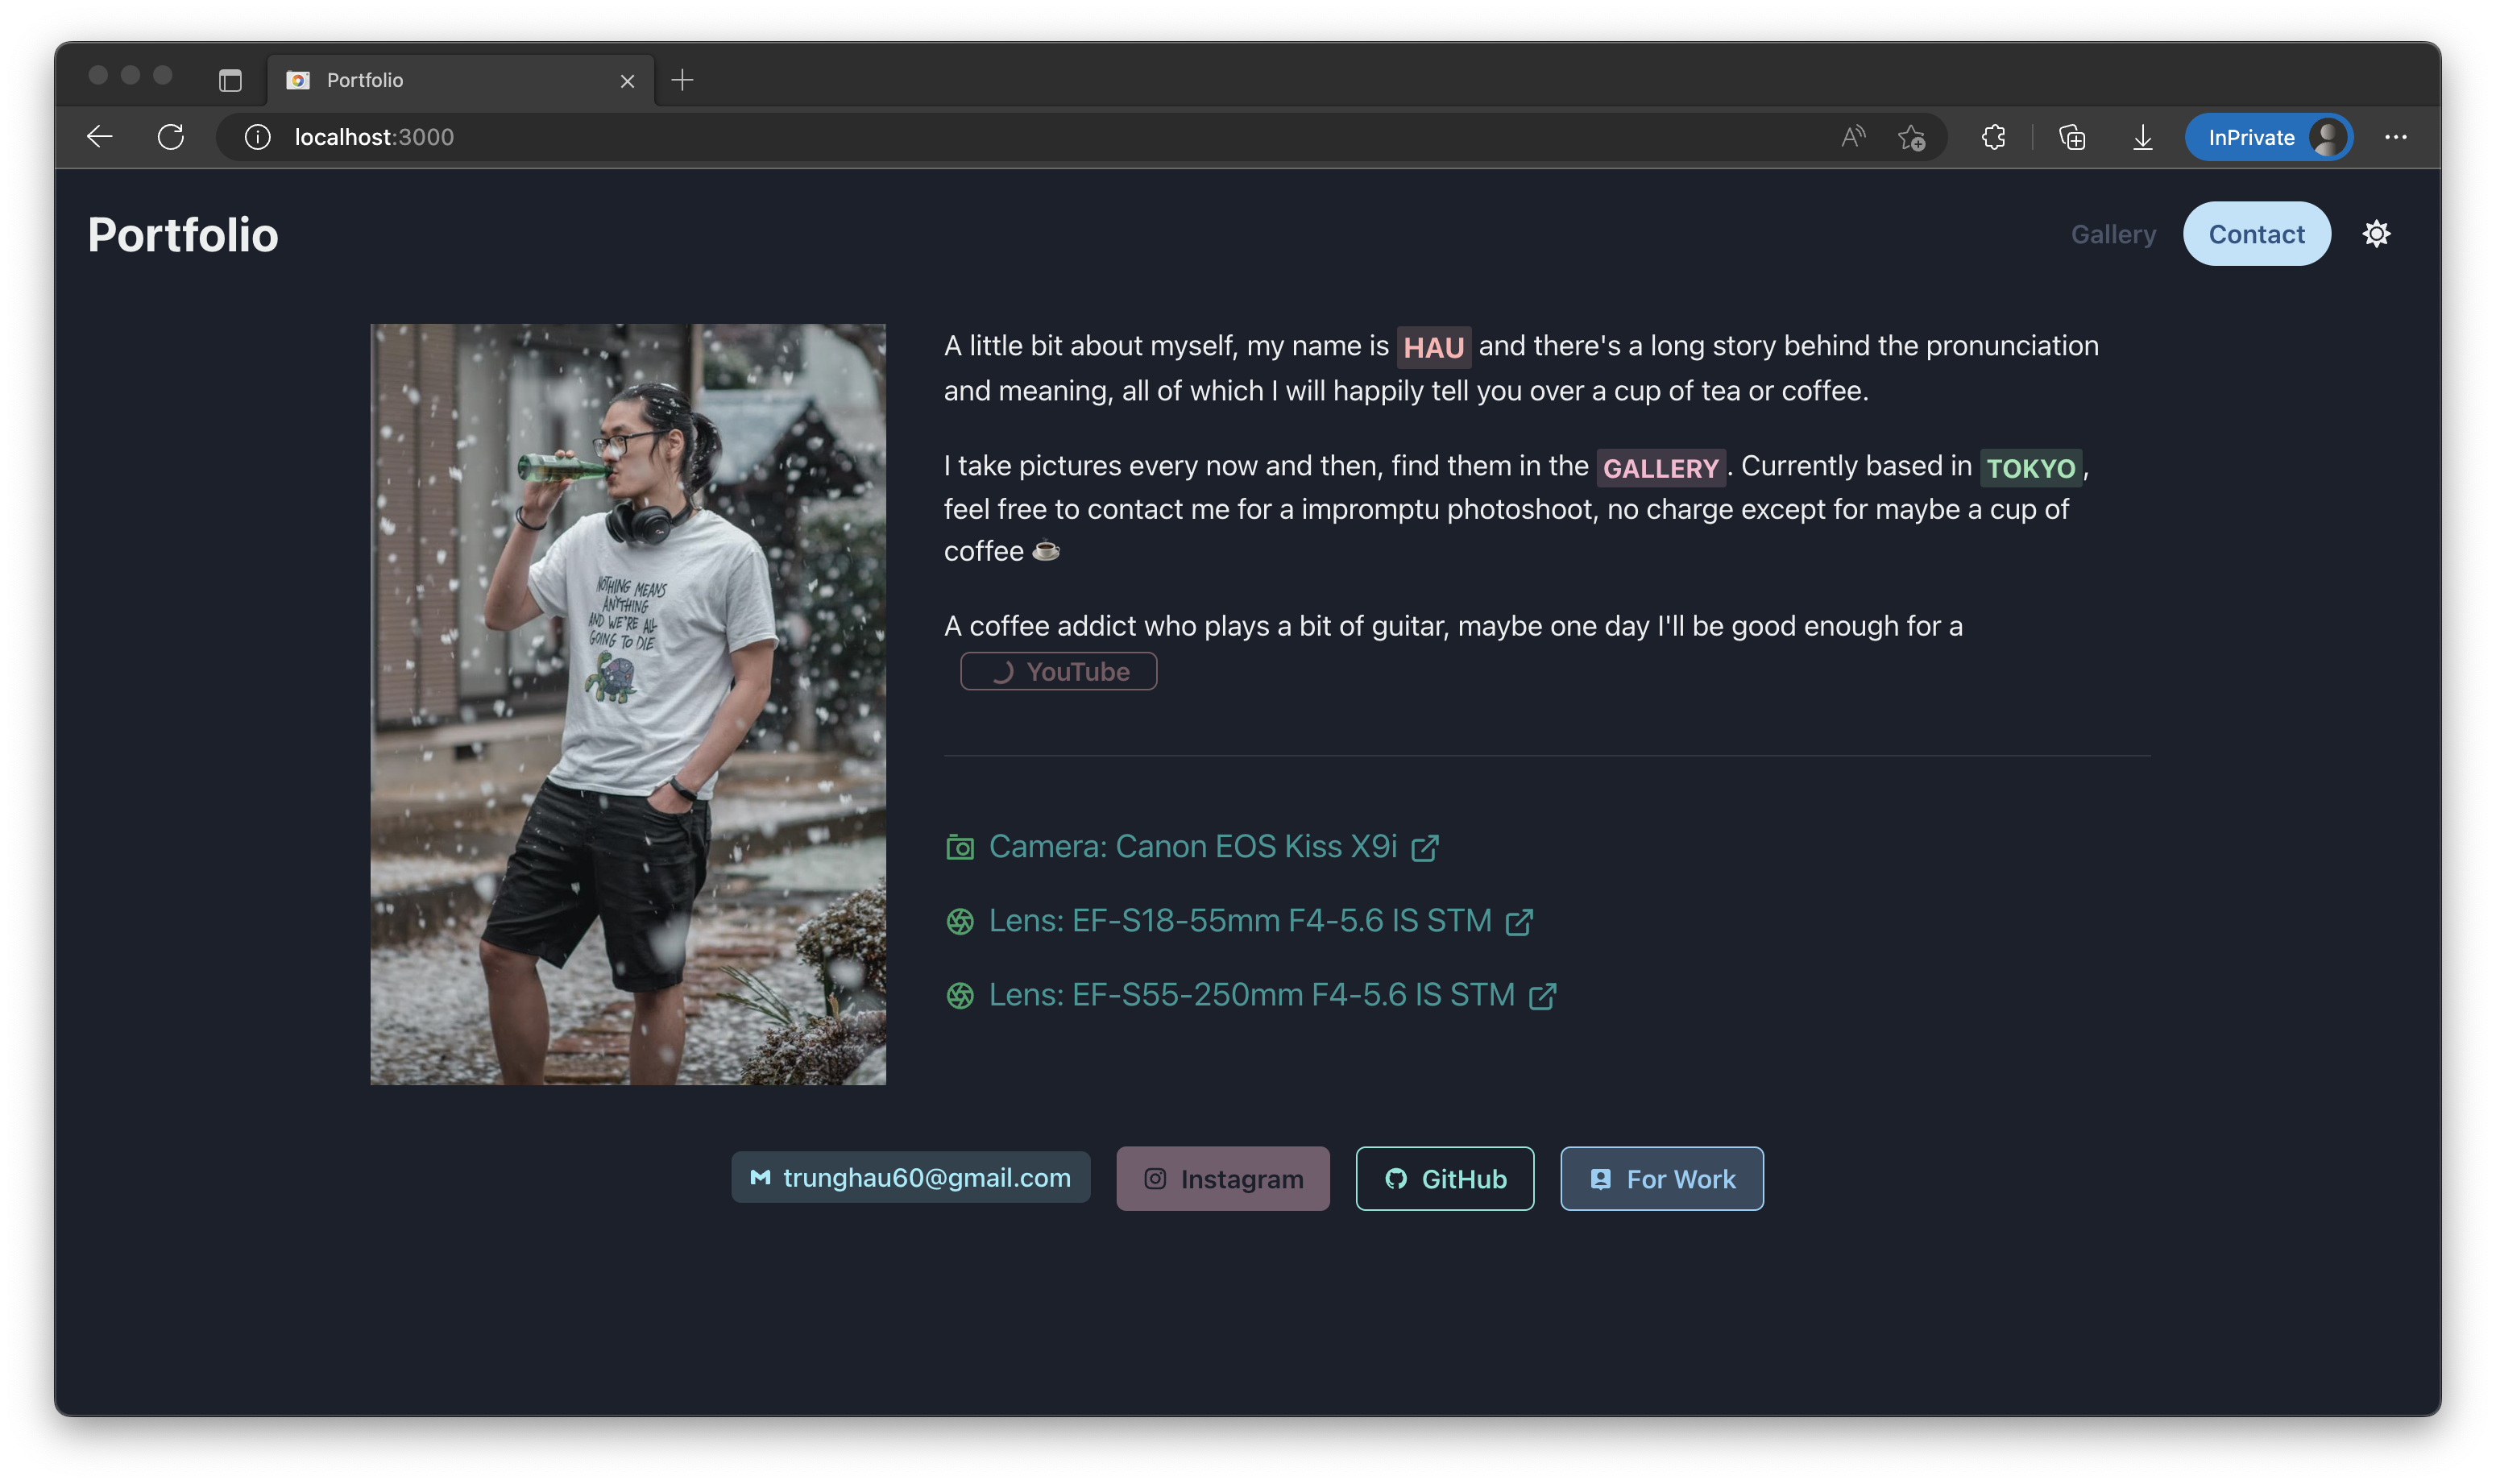 Portfolio
localhost:3000
InPrivate
Portfolio
Gallery
Contact
A little bit about myself, my name is HAU and there's a long story behind the pronunciation
and meaning, all of which I will happily tell you over a cup of tea or coffee.
I take pictures every now and then, find them in the GALLERY. Currently based in TOKYO,
feel free to contact me for a impromptu photoshoot, no charge except for maybe a cup of
coffee ☕
A coffee addict who plays a bit of guitar, maybe one day I'll be good enough for a
YouTube
NOTHING MEANS
ANYTHING
AND WE'RE ALL
GOING TO DIE
Camera: Canon EOS Kiss X9i
Lens: EF-S18-55mm F4-5.6 IS STM
Lens: EF-S55-250mm F4-5.6 IS STM
trunghau60@gmail.com
Instagram
GitHub
For Work